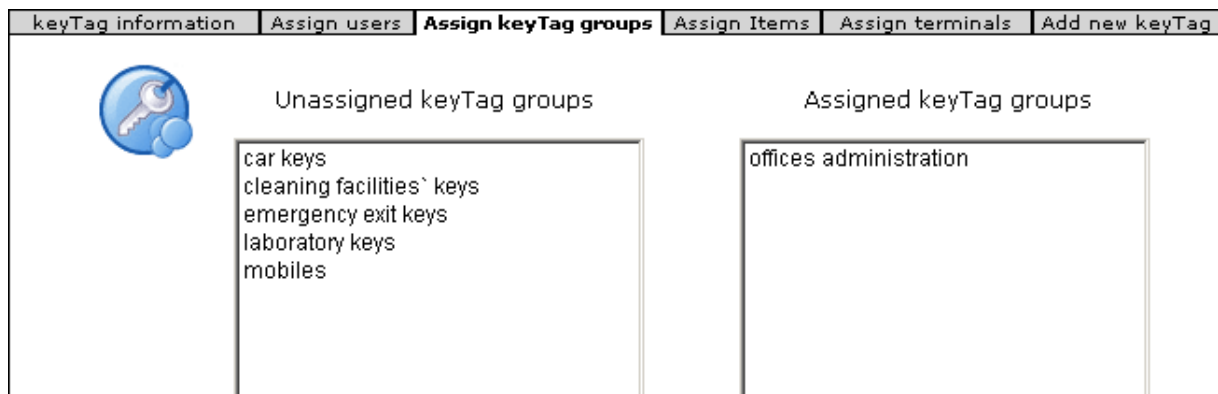 keyTag information Assign users Assign keyTag groups Assign Items Assign terminals Add new keyTag
Unassigned keyTag groups Assigned keyTag groups
car keys
cleaning facilities` keys
emergency exit keys
laboratory keys
mobiles
offices administration